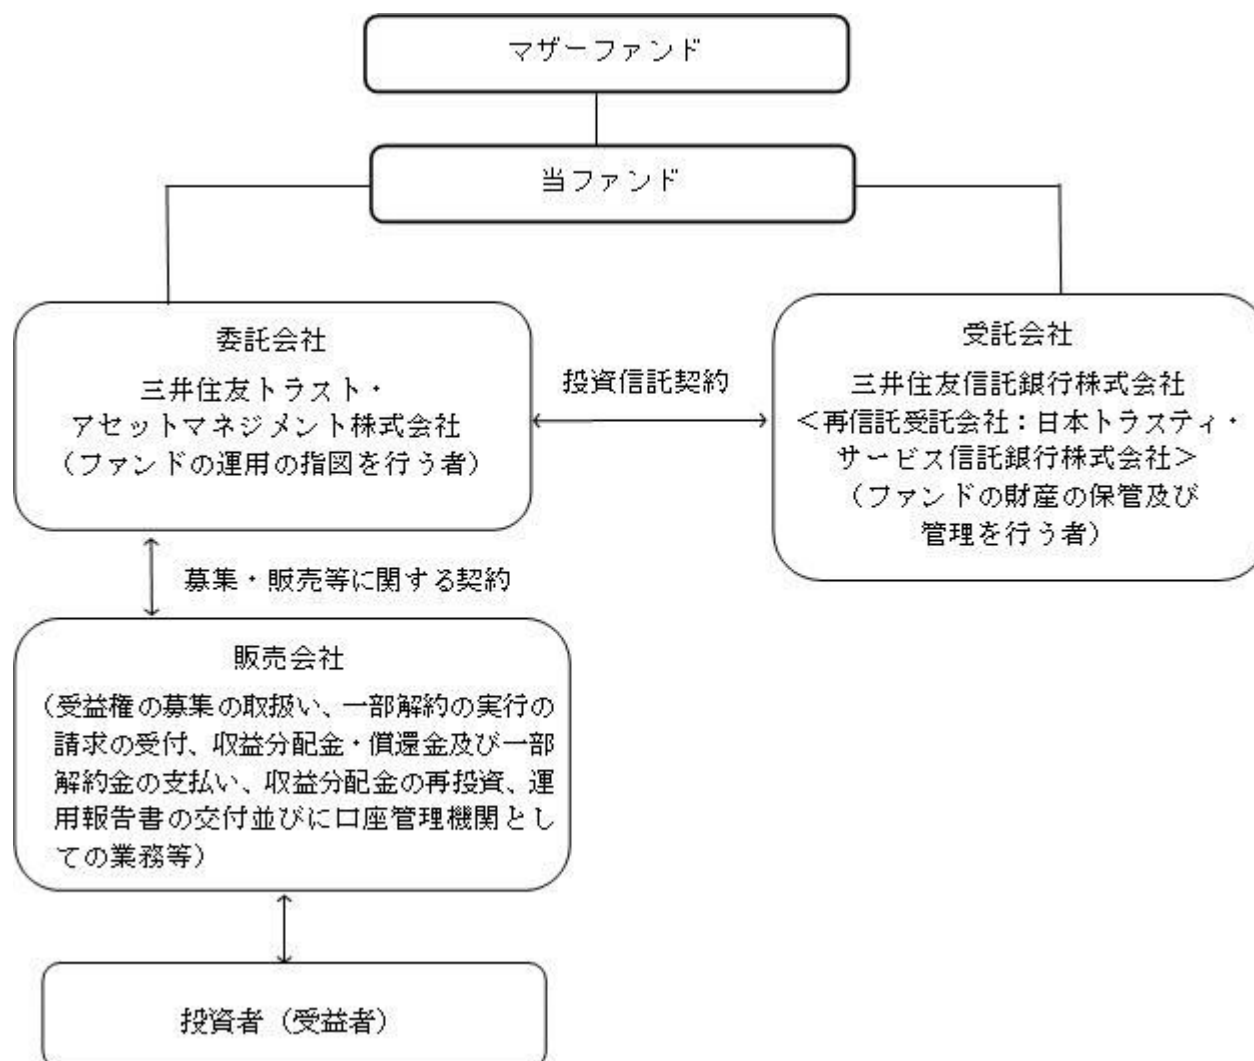 マザーファンド
当ファンド
委託会社
三井住友トラスト・
アセットマネジメント株式会社
（ファンドの運用の指図を行う者）
投資信託契約
受託会社
三井住友信託銀行株式会社
＜再信託受託会社：日本トラスティ・
サービス信託銀行株式会社＞
（ファンドの財産の保管及び
管理を行う者）
募集・販売等に関する契約
販売会社
（受益権の募集の取扱い、一部解約の実行の
請求の受付、収益分配金・償還金及び一部
解約金の支払い、収益分配金の再投資、運
用報告書の交付並びに口座管理機関とし
ての業務等）
投資者（受益者）